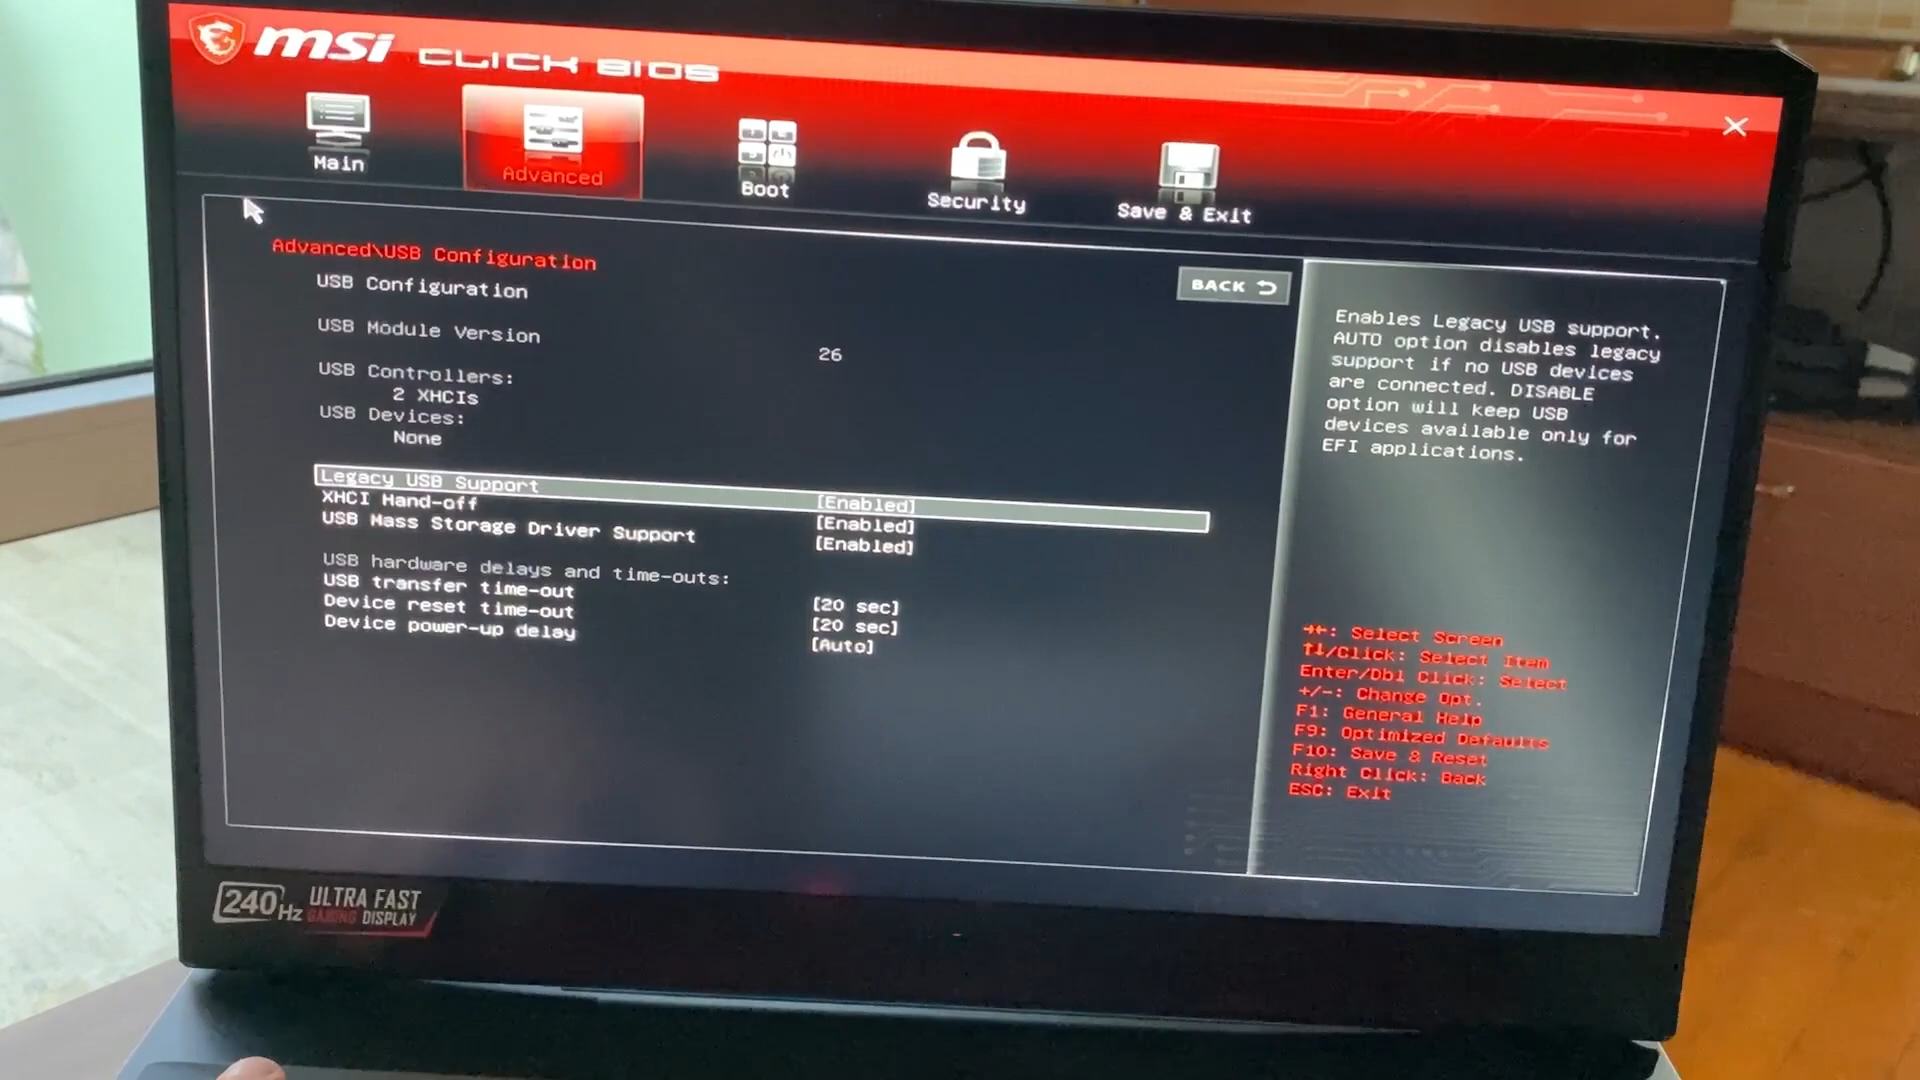 msi CLICK BIOS
Main
Advanced
Boot
Security
Save & Exit
Advanced\USB Configuration
BACK
USB Configuration
USB Module Version 26
USB Controllers:
2 XHCIs
USB Devices:
None
Legacy USB Support [Enabled]
XHCI Hand-off [Enabled]
USB Mass Storage Driver Support [Enabled]
USB hardware delays and time-outs:
USB transfer time-out [20 sec]
Device reset time-out [20 sec]
Device power-up delay [Auto]
Enables Legacy USB support.
AUTO option disables legacy
support if no USB devices
are connected. DISABLE
option will keep USB
devices available only for
EFI applications.
→←: Select Screen
↑↓/Click: Select Item
Enter/Dbl Click: Select
+/-: Change Opt.
F1: General Help
F9: Optimized Defaults
F10: Save & Reset
Right Click: Back
ESC: Exit
240Hz ULTRA FAST
GAMING DISPLAY